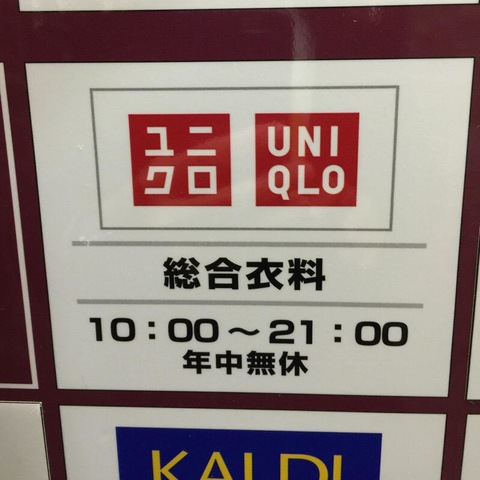 ユニ
クロ
UNI
QLO
総合衣料
10：00～21：00
年中無休
KALDI